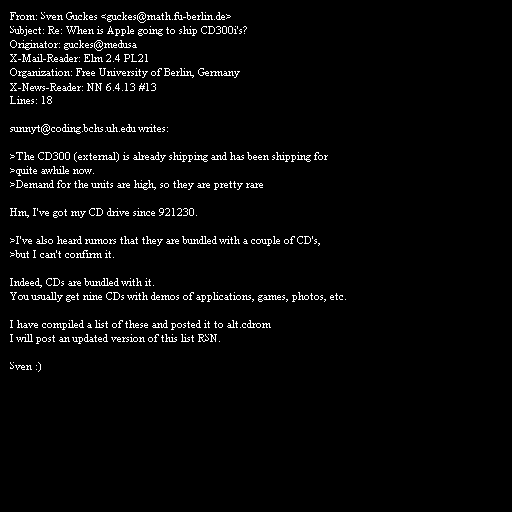 From: Sven Guckes <guckes@math.fu-berlin.de>
Subject: Re: When is Apple going to ship CD300i's?
Originator: guckes@medusa
X-Mail-Reader: Elm 2.4 PL21
Organization: Free University of Berlin, Germany
X-News-Reader: NN 6.4.13 #13
Lines: 18

sunnyt@coding.bchs.uh.edu writes:

>The CD300 (external) is already shipping and has been shipping for
>quite awhile now.
>Demand for the units are high, so they are pretty rare

Hm, I've got my CD drive since 921230.

>I've also heard rumors that they are bundled with a couple of CD's,
>but I can't confirm it.

Indeed, CDs are bundled with it.
You usually get nine CDs with demos of applications, games, photos, etc.

I have compiled a list of these and posted it to alt.cdrom
I will post an updated version of this list RSN.

Sven :)